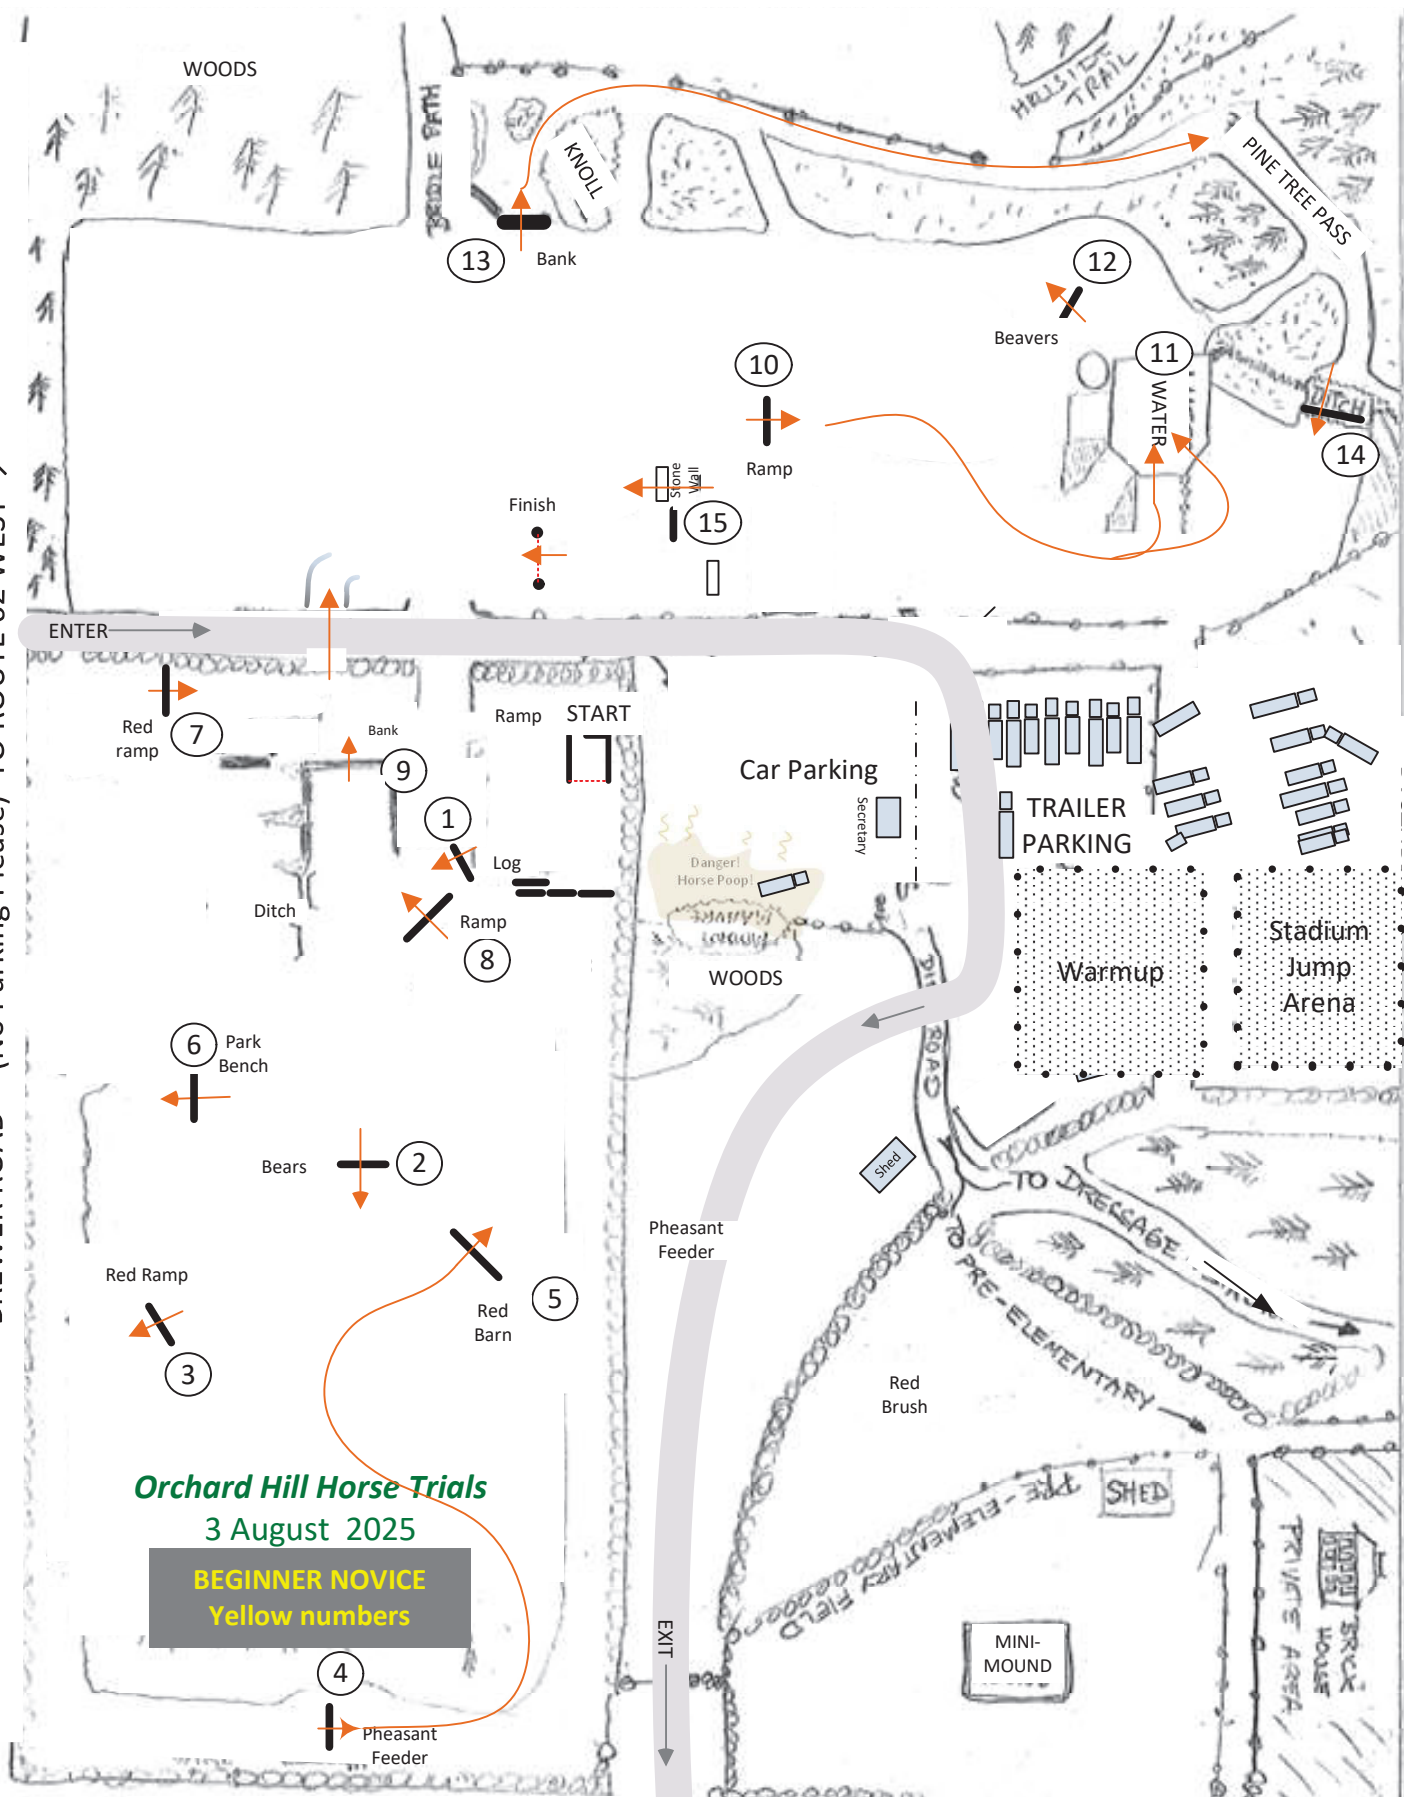 WOODS
BRIDLE PATH
KNOLL
HILLSIDE
TRAIL
PINE TREE PASS
13
Bank
12
Beavers
11
WATER
10
Ramp
DITCH
14
Stone
Wall
15
Finish
ENTER
Red
ramp
7
Bank
9
Ramp
START
1
Log
Ditch
Ramp
8
Car Parking
Secretary
TRAILER
PARKING
Danger!
Horse Poop!
WOODS
Warmup
Stadium
Jump
Arena
6
Park
Bench
Bears
2
Shed
TO DRESSAGE
TO PRE-ELEMENTARY
Pheasant
Feeder
Red Ramp
3
Red
Barn
5
Red
Brush
Orchard Hill Horse Trials
3 August 2025
BEGINNER NOVICE
Yellow numbers
4
Pheasant
Feeder
EXIT
PRE-ELEMENTARY FIELD
SHED
MINI-
MOUND
PRIVATE AREA
BRICK
HOUSE